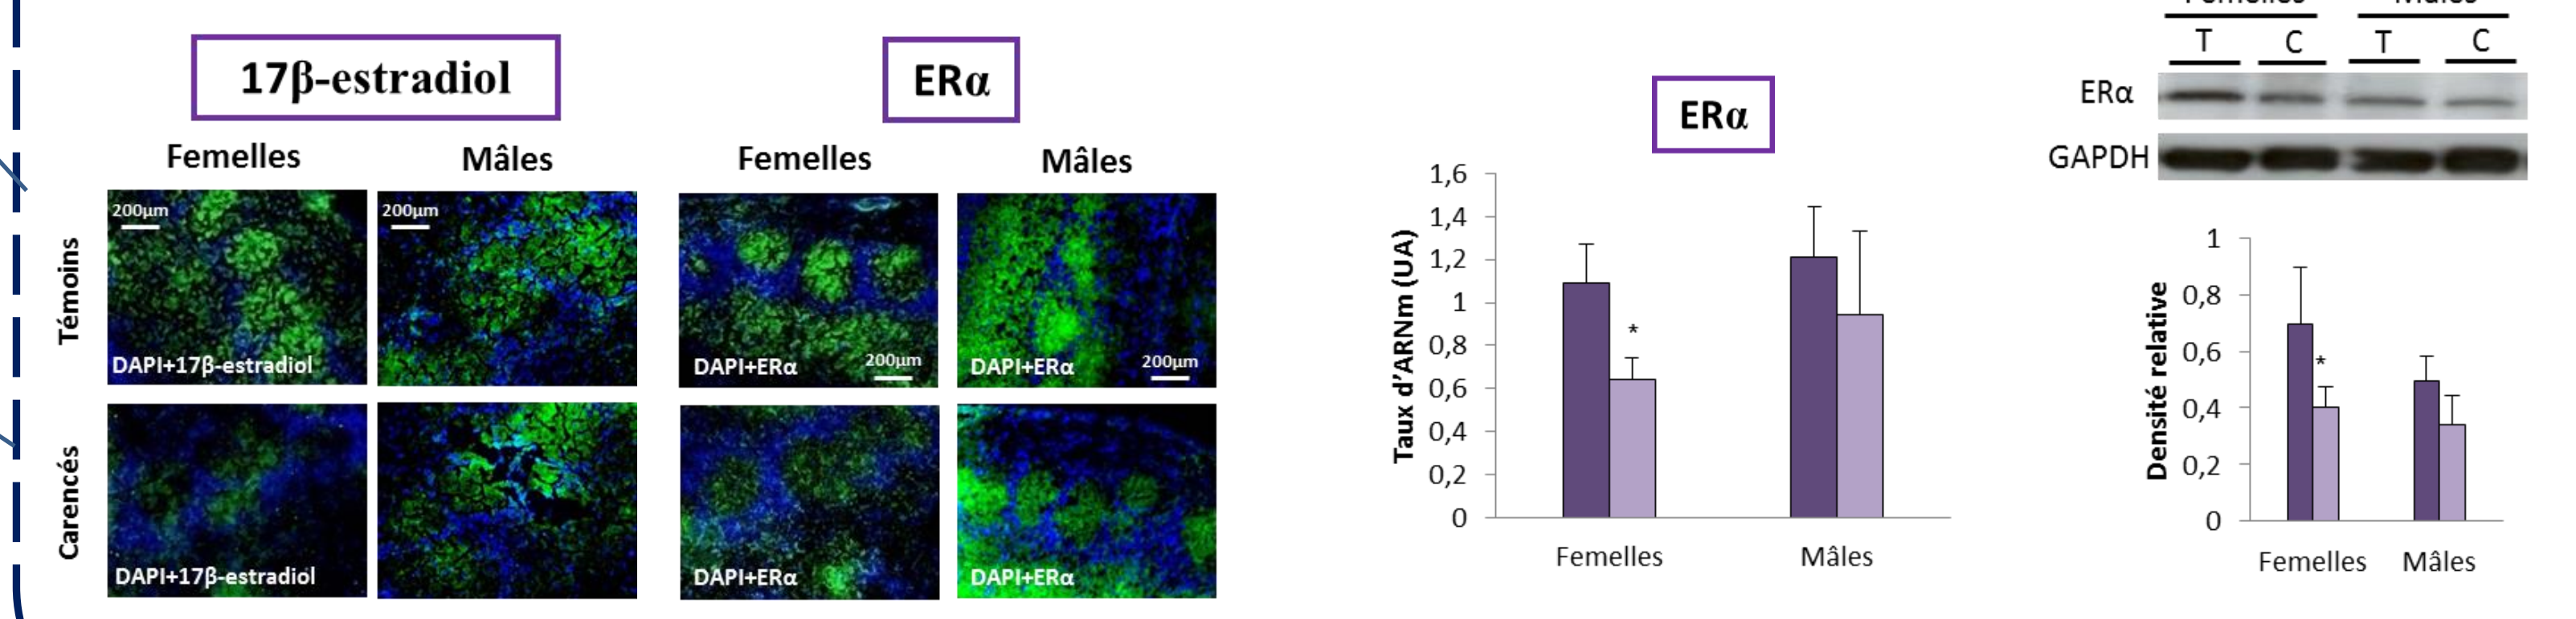 17β-estradiol
Femelles
Mâles
Témoins
200µm
DAPI+17β-estradiol
200µm
Carencés
DAPI+17β-estradiol
ERα
Femelles
Mâles
DAPI+ERα
200µm
DAPI+ERα
200µm
DAPI+ERα
DAPI+ERα
ERα
Taux d’ARNm (UA)
1,6
1,4
1,2
1
0,8
0,6
0,4
0,2
0
*
Femelles
Mâles
Femelles
Mâles
T
C
T
C
ERα
GAPDH
Densité relative
1
0,8
0,6
0,4
0,2
0
*
Femelles
Mâles